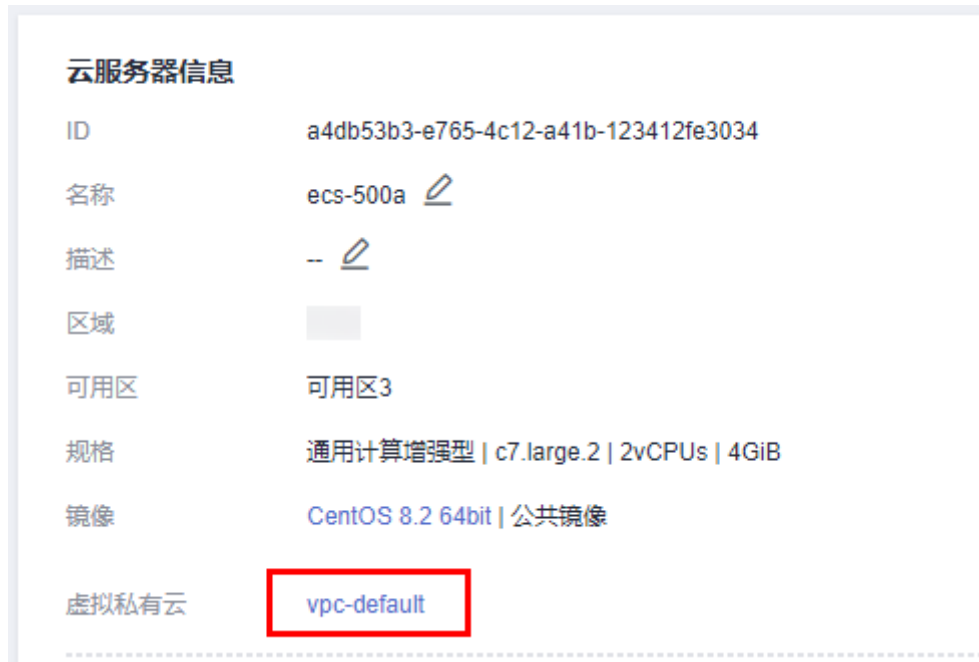 云服务器信息
ID a4db53b3-e765-4c12-a41b-123412fe3034
名称 ecs-500a
描述 --
区域
可用区 可用区3
规格 通用计算增强型 | c7.large.2 | 2vCPUs | 4GiB
镜像 CentOS 8.2 64bit | 公共镜像
虚拟私有云 vpc-default